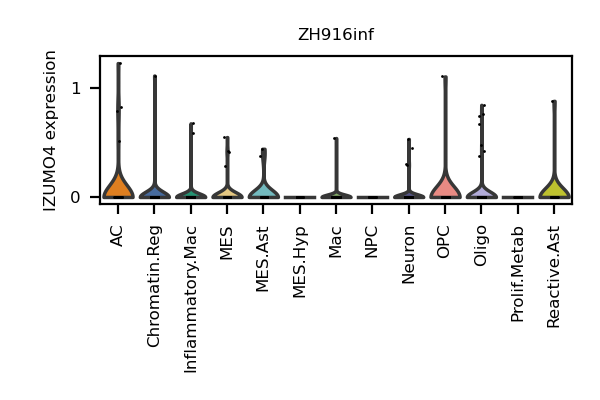 ZH916inf
IZUMO4 expression
1
0
AC
Chromatin.Reg
Inflammatory.Mac
MES
MES.Ast
MES.Hyp
Mac
NPC
Neuron
OPC
Oligo
Prolif.Metab
Reactive.Ast